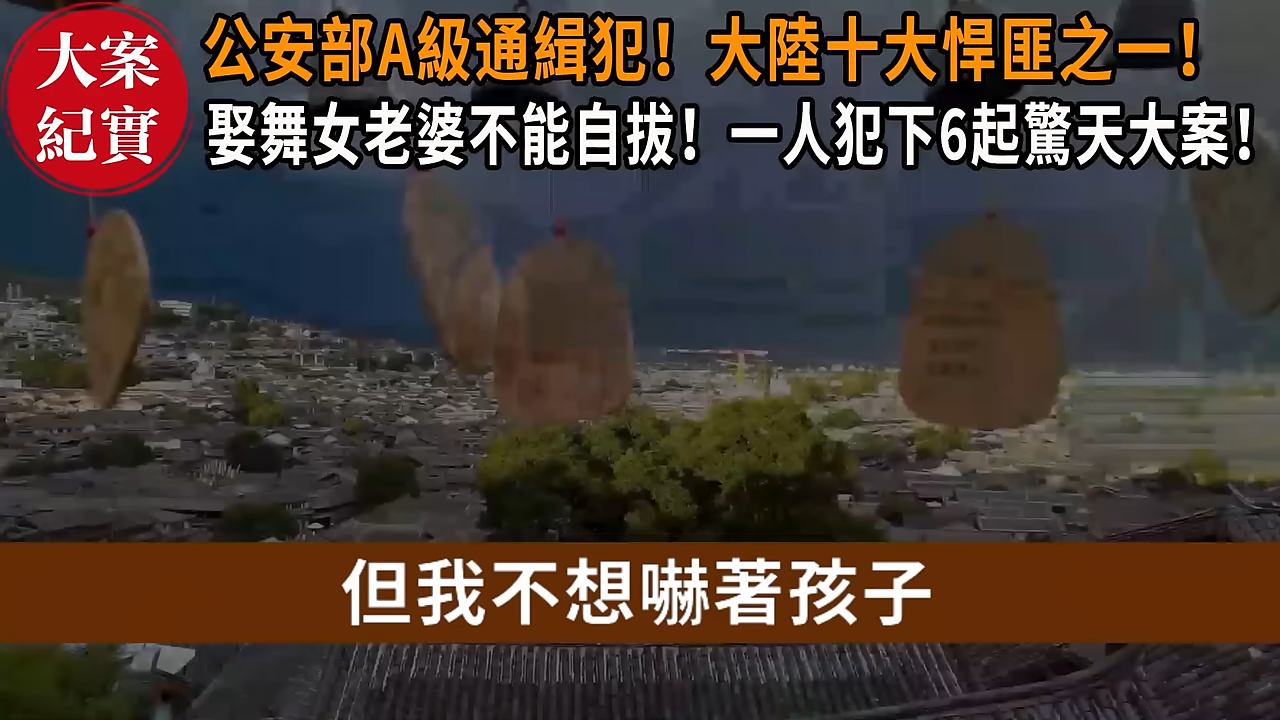 大案
紀實
公安部A級通緝犯！大陸十大悍匪之一！
娶舞女老婆不能自拔！一人犯下6起驚天大案！
但我不想嚇著孩子